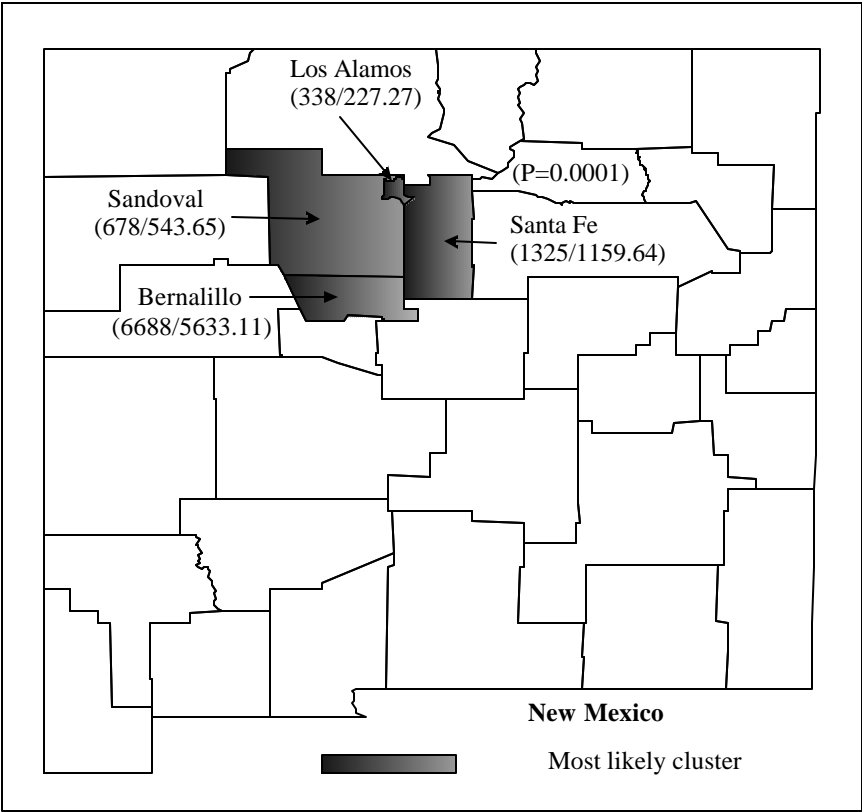 Los Alamos
(338/227.27)
(P=0.0001)
Sandoval
(678/543.65)
Santa Fe
(1325/1159.64)
Bernalillo
(6688/5633.11)
New Mexico
Most likely cluster